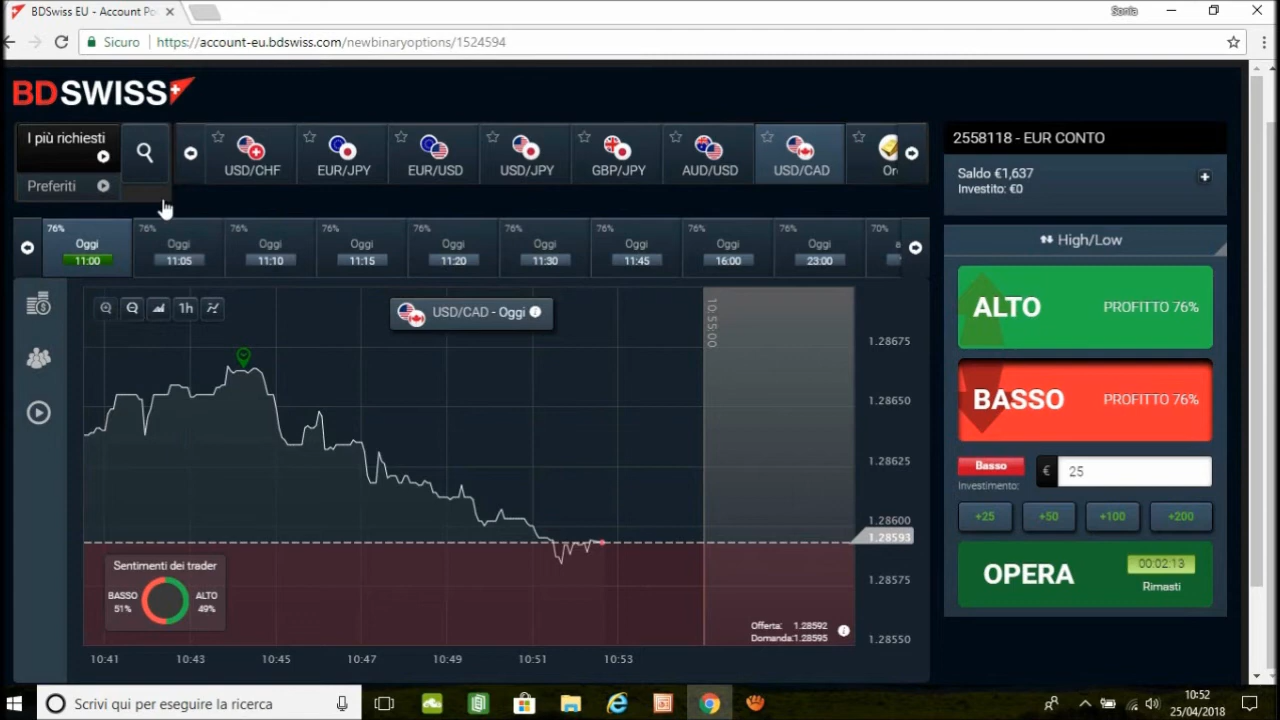 BDSwiss EU - Account Po
Sonia
Sicuro
https://account-eu.bdswiss.com/newbinaryoptions/1524594
BDSWISS
I più richiesti
Preferiti
USD/CHF
EUR/JPY
EUR/USD
USD/JPY
GBP/JPY
AUD/USD
USD/CAD
Or
2558118 - EUR CONTO
Saldo €1,637
Investito: €0
76% Oggi 11:00
76% Oggi 11:05
76% Oggi 11:10
76% Oggi 11:15
76% Oggi 11:20
76% Oggi 11:30
76% Oggi 11:45
76% Oggi 16:00
76% Oggi 23:00
70%
High/Low
ALTO PROFITTO 76%
BASSO PROFITTO 76%
Basso
Investimento:
€ 25
+25 +50 +100 +200
OPERA
00:02:13
Rimasti
1h
USD/CAD - Oggi
10:55:00
1.28675
1.28650
1.28625
1.28600
1.28593
1.28575
1.28550
Sentimenti dei trader
BASSO 51%
ALTO 49%
Offerta: 1.28592
Domanda:1.28595
10:41 10:43 10:45 10:47 10:49 10:51 10:53
Scrivi qui per eseguire la ricerca
10:52
25/04/2018